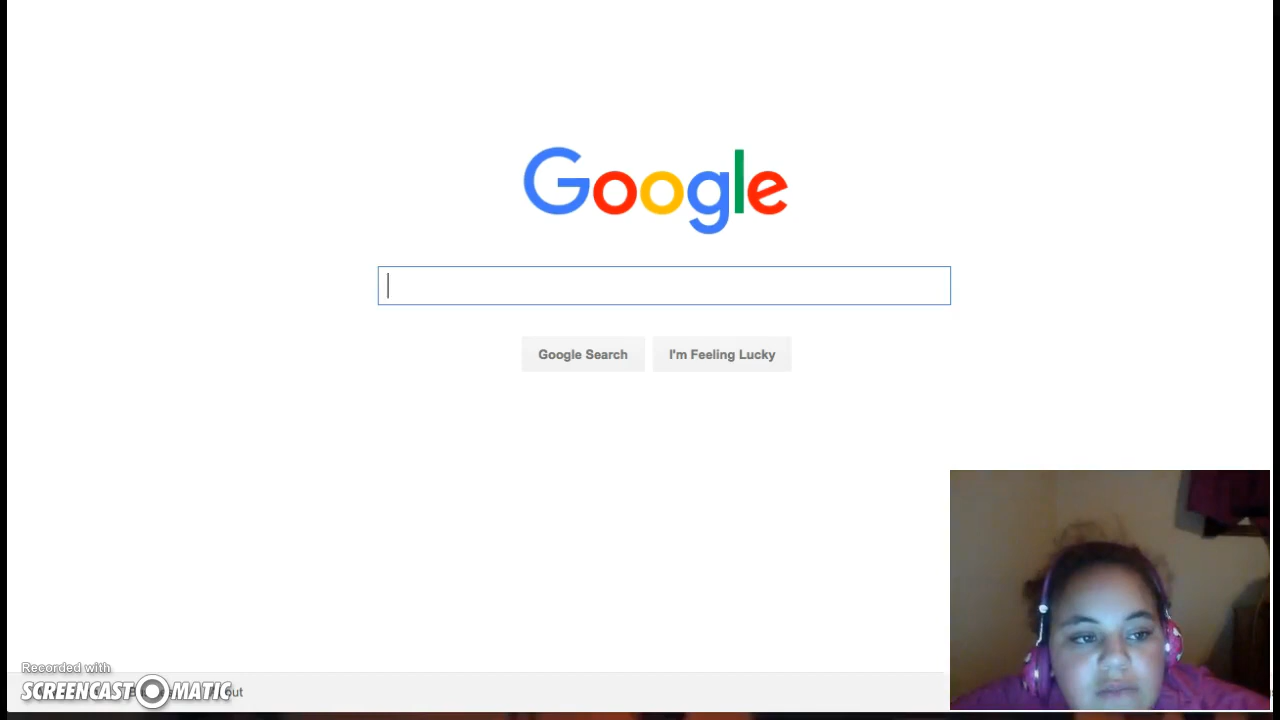 Google
Google Search
I'm Feeling Lucky
Recorded with
SCREENCAST-O-MATIC